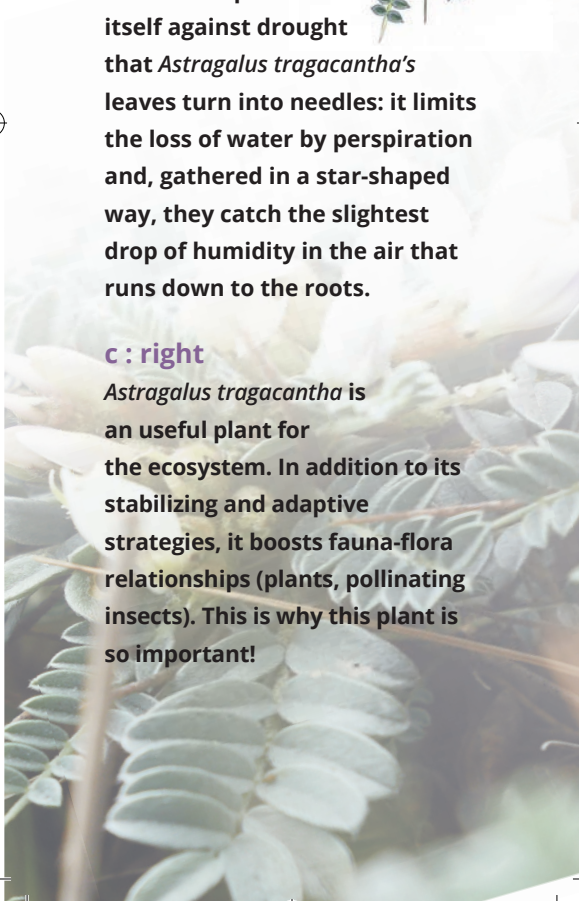 itself against drought
that Astragalus tragacantha's
leaves turn into needles: it limits
the loss of water by perspiration
and, gathered in a star-shaped
way, they catch the slightest
drop of humidity in the air that
runs down to the roots.
c : right
Astragalus tragacantha is
an useful plant for
the ecosystem. In addition to its
stabilizing and adaptive
strategies, it boosts fauna-flora
relationships (plants, pollinating
insects). This is why this plant is
so important!